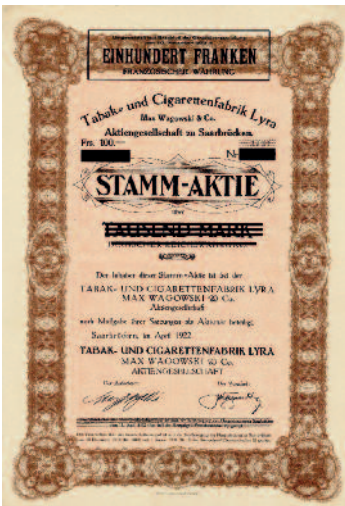 EINHUNDERT FRANKEN
FRANZÖSISCHER WÄHRUNG
Tabak- und Cigarettenfabrik Lyra
Max Wagowski & Co.
Aktiengesellschaft zu Saarbrücken.
Frs. 100.— Nr.
STAMM-AKTIE
über
TAUSEND MARK
Der Inhaber dieser Stamm-Aktie ist bei der
TABAK- UND CIGARETTENFABRIK LYRA
MAX WAGOWSKI & Co.
Aktiengesellschaft
nach Maßgabe ihrer Satzungen als Aktionär beteiligt.
Saarbrücken, im April 1922.
TABAK- UND CIGARETTENFABRIK LYRA
MAX WAGOWSKI & Co.
AKTIENGESELLSCHAFT
Der Aufsichtsrat: Der Vorstand: